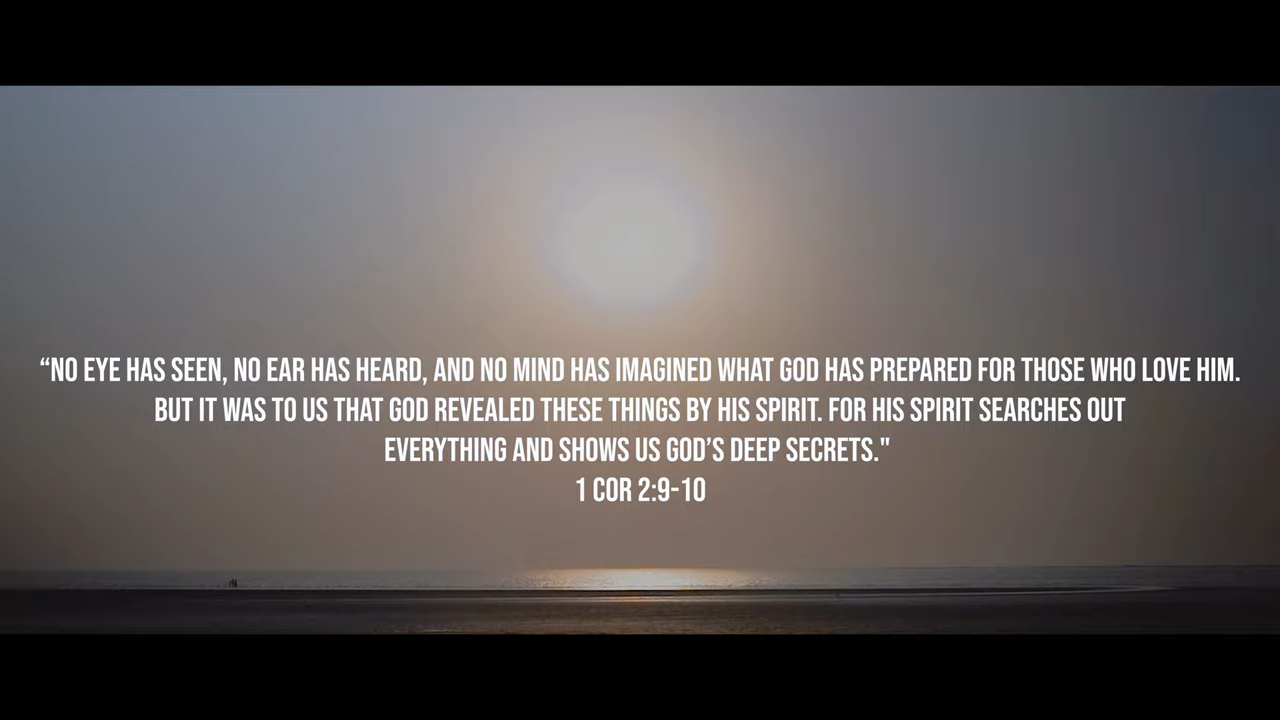 “NO EYE HAS SEEN, NO EAR HAS HEARD, AND NO MIND HAS IMAGINED WHAT GOD HAS PREPARED FOR THOSE WHO LOVE HIM.
BUT IT WAS TO US THAT GOD REVEALED THESE THINGS BY HIS SPIRIT. FOR HIS SPIRIT SEARCHES OUT
EVERYTHING AND SHOWS US GOD’S DEEP SECRETS."
1 COR 2:9-10